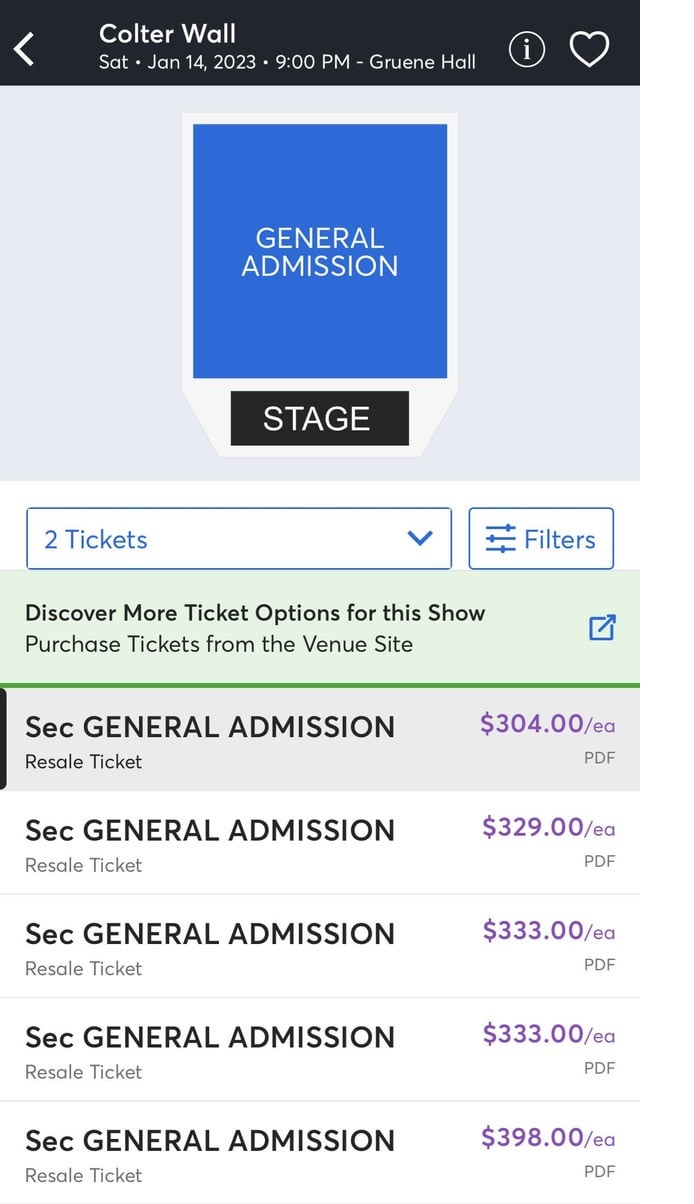 Colter Wall
Sat • Jan 14, 2023 • 9:00 PM - Gruene Hall
GENERAL
ADMISSION
STAGE
2 Tickets
Filters
Discover More Ticket Options for this Show
Purchase Tickets from the Venue Site
Sec GENERAL ADMISSION $304.00/ea
Resale Ticket PDF
Sec GENERAL ADMISSION $329.00/ea
Resale Ticket PDF
Sec GENERAL ADMISSION $333.00/ea
Resale Ticket PDF
Sec GENERAL ADMISSION $333.00/ea
Resale Ticket PDF
Sec GENERAL ADMISSION $398.00/ea
Resale Ticket PDF